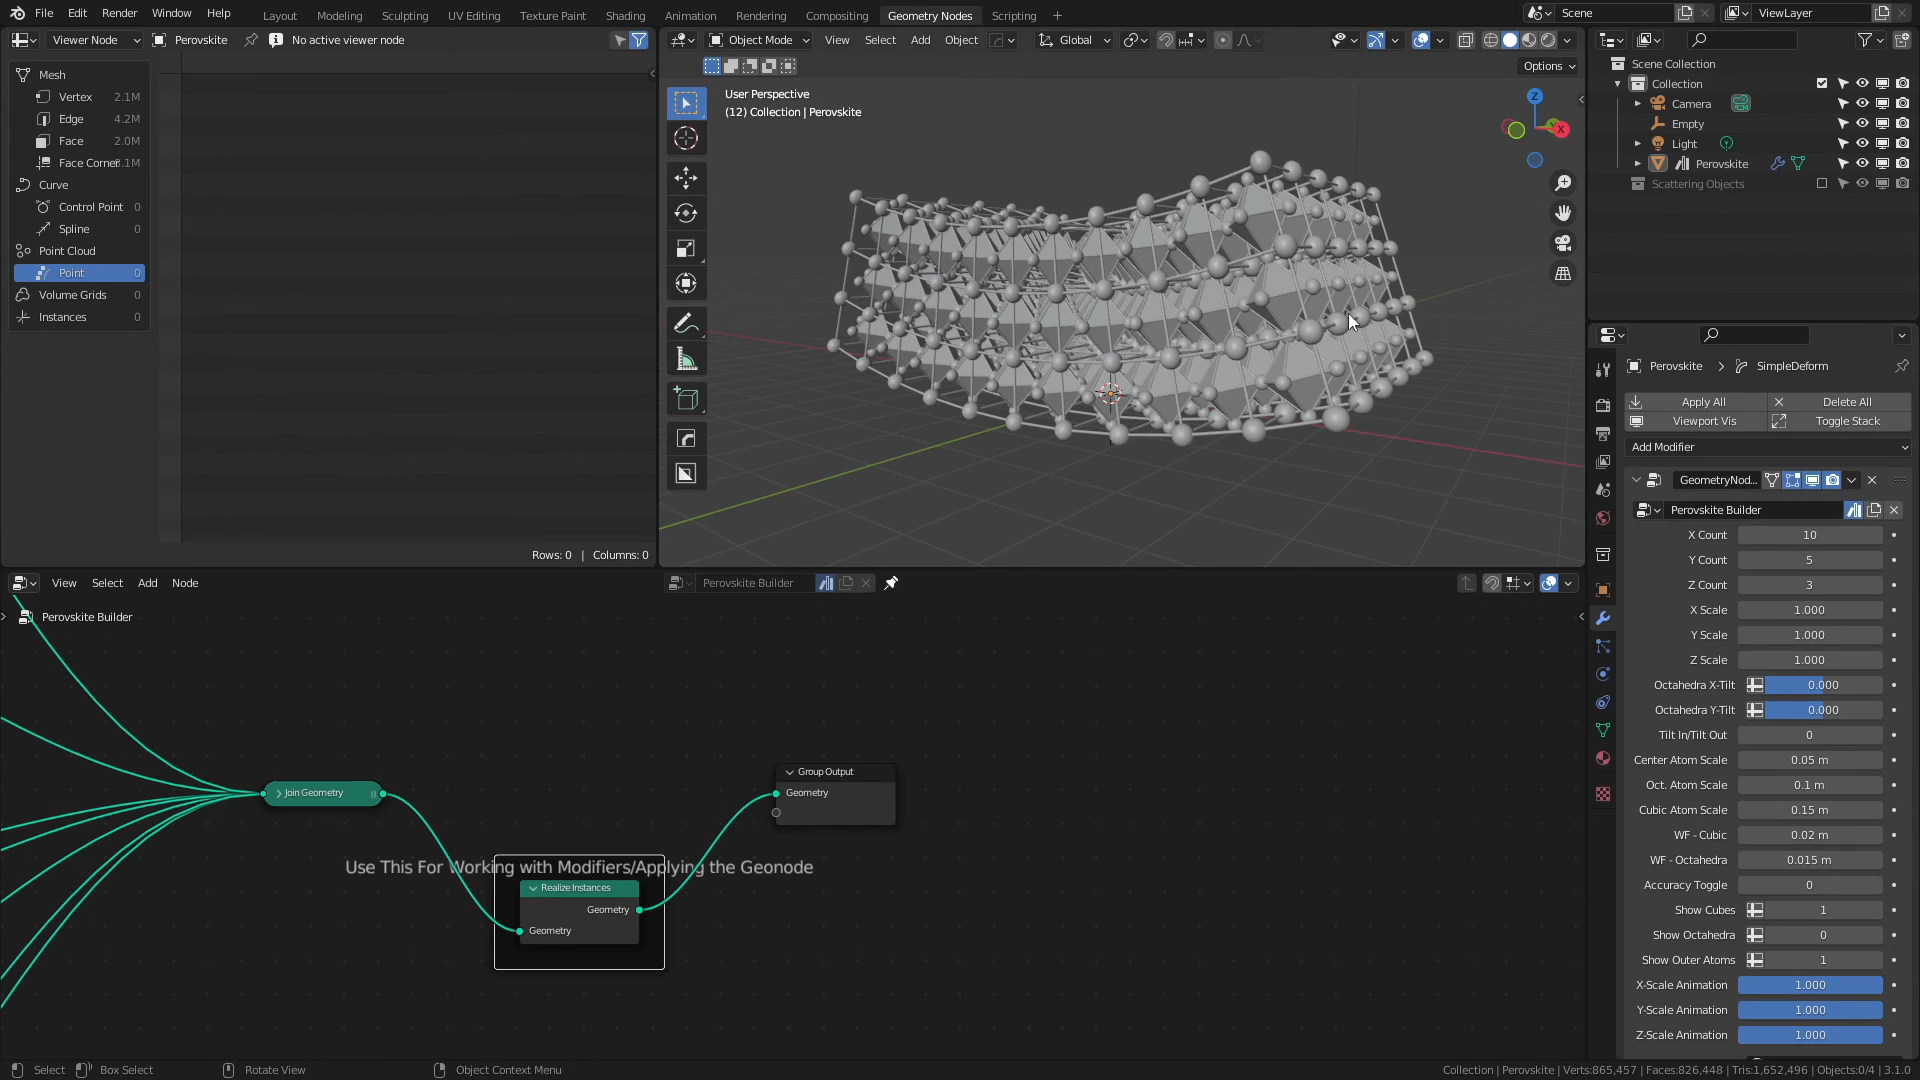 File Edit Render Window Help Layout Modeling Sculpting UV Editing Texture Paint Shading Animation Rendering Compositing Geometry Nodes Scripting Scene ViewLayer
Viewer Node Perovskite No active viewer node
Object Mode View Select Add Object Global
Options
Mesh
Vertex 2.1M
Edge 4.2M
Face 2.0M
Face Corner
Curve
Control Point 0
Spline 0
Point Cloud
Point 0
Volume Grids 0
Instances 0
Rows: 0 | Columns: 0
User Perspective
(12) Collection | Perovskite
Z
X
Scene Collection
Collection
Camera
Empty
Light
Perovskite
Scattering Objects
Perovskite SimpleDeform
Apply All Delete All
Viewport Vis Toggle Stack
Add Modifier
GeometryNod...
Perovskite Builder
X Count 10
Y Count 5
Z Count 3
X Scale 1.000
Y Scale 1.000
Z Scale 1.000
Octahedra X-Tilt 0.000
Octahedra Y-Tilt 0.000
Tilt In/Tilt Out 0
Center Atom Scale 0.05 m
Oct. Atom Scale 0.1 m
Cubic Atom Scale 0.15 m
WF - Cubic 0.02 m
WF - Octahedra 0.015 m
Accuracy Toggle 0
Show Cubes 1
Show Octahedra 0
Show Outer Atoms 1
X-Scale Animation 1.000
Y-Scale Animation 1.000
Z-Scale Animation 1.000
View Select Add Node Perovskite Builder
Perovskite Builder
Join Geometry
Group Output
Geometry
Use This For Working with Modifiers/Applying the Geonode
Realize Instances
Geometry
Geometry
Select Box Select Rotate View Object Context Menu
Collection | Perovskite | Verts:865,457 | Faces:826,448 | Tris:1,652,496 | Objects:0/4 | 3.1.0